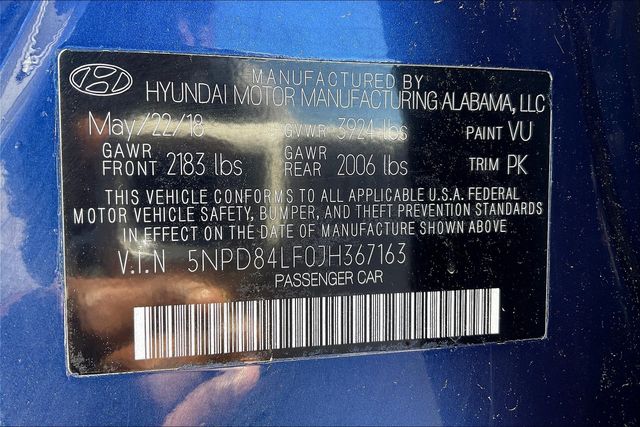 MANUFACTURED BY
HYUNDAI MOTOR MANUFACTURING ALABAMA, LLC
May/22/18 GVWR 3924 lbs PAINT VU
GAWR FRONT 2183 lbs GAWR REAR 2006 lbs TRIM PK
THIS VEHICLE CONFORMS TO ALL APPLICABLE U.S.A. FEDERAL
MOTOR VEHICLE SAFETY, BUMPER, AND THEFT PREVENTION STANDARDS
IN EFFECT ON THE DATE OF MANUFACTURE SHOWN ABOVE
V.I.N 5NPD84LF0JH367163
PASSENGER CAR